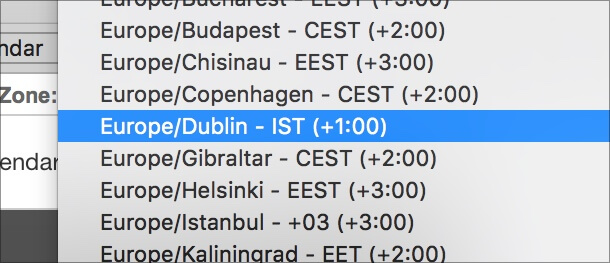 Europe/Bucharest - EEST (+3:00)
Europe/Budapest - CEST (+2:00)
ndar
Europe/Chisinau - EEST (+3:00)
Zone:
Europe/Copenhagen - CEST (+2:00)
Europe/Dublin - IST (+1:00)
endar
Europe/Gibraltar - CEST (+2:00)
Europe/Helsinki - EEST (+3:00)
Europe/Istanbul - +03 (+3:00)
Europe/Kaliningrad - EET (+2:00)